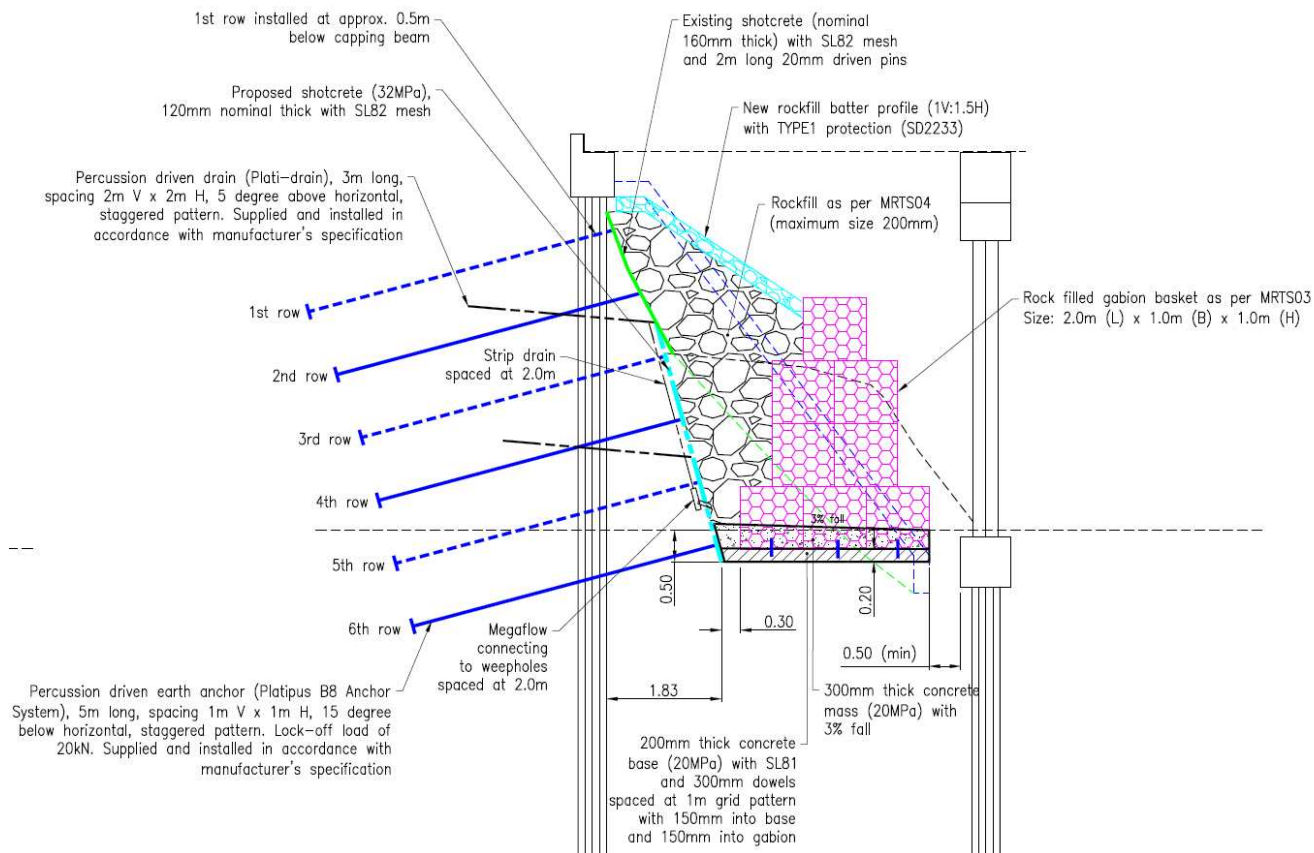 1st row installed at approx. 0.5m
below capping beam
Existing shotcrete (nominal
160mm thick) with SL82 mesh
and 2m long 20mm driven pins
Proposed shotcrete (32MPa),
120mm nominal thick with SL82 mesh
New rockfill batter profile (1V:1.5H)
with TYPE1 protection (SD2233)
Percussion driven drain (Plati-drain), 3m long,
spacing 2m V x 2m H, 5 degree above horizontal,
staggered pattern. Supplied and installed in
accordance with manufacturer's specification
Rockfill as per MRTS04
(maximum size 200mm)
Rock filled gabion basket as per MRTS03
Size: 2.0m (L) x 1.0m (B) x 1.0m (H)
1st row
2nd row
Strip drain
spaced at 2.0m
3rd row
4th row
3% fall
5th row
0.50
0.20
0.30
6th row
Megaflow
connecting
to weepholes
spaced at 2.0m
0.50 (min)
1.83
Percussion driven earth anchor (Platipus B8 Anchor
System), 5m long, spacing 1m V x 1m H, 15 degree
below horizontal, staggered pattern. Lock-off load of
20kN. Supplied and installed in accordance with
manufacturer's specification
300mm thick concrete
mass (20MPa) with
3% fall
200mm thick concrete
base (20MPa) with SL81
and 300mm dowels
spaced at 1m grid pattern
with 150mm into base
and 150mm into gabion